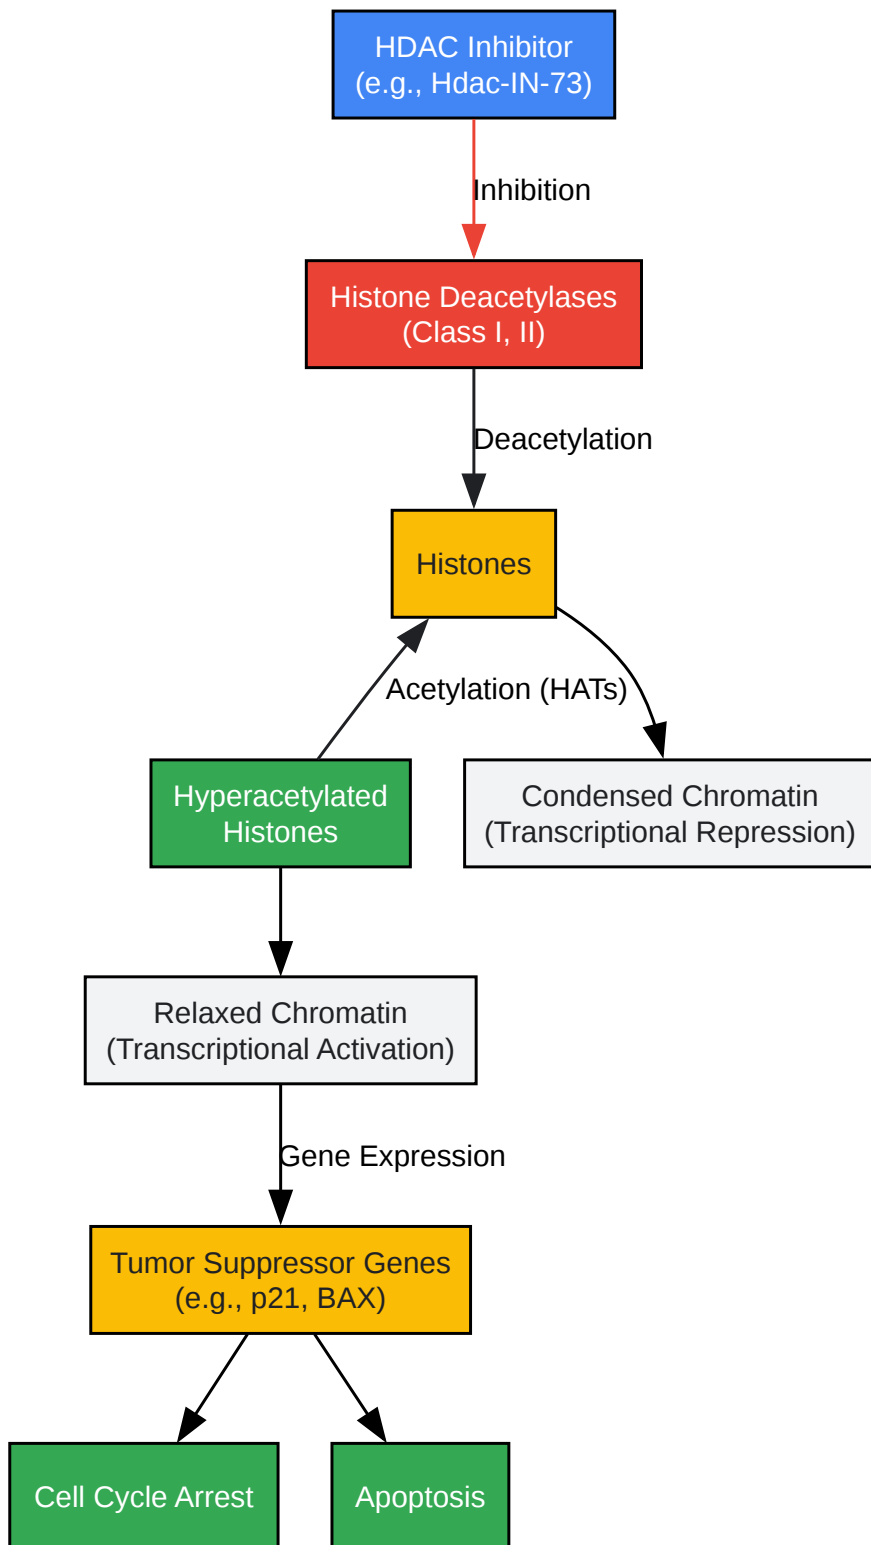 HDAC Inhibitor
(e.g., Hdac-IN-73)
Inhibition
Histone Deacetylases
(Class I, II)
Deacetylation
Histones
Acetylation (HATs)
Hyperacetylated
Histones
Condensed Chromatin
(Transcriptional Repression)
Relaxed Chromatin
(Transcriptional Activation)
Gene Expression
Tumor Suppressor Genes
(e.g., p21, BAX)
Cell Cycle Arrest
Apoptosis